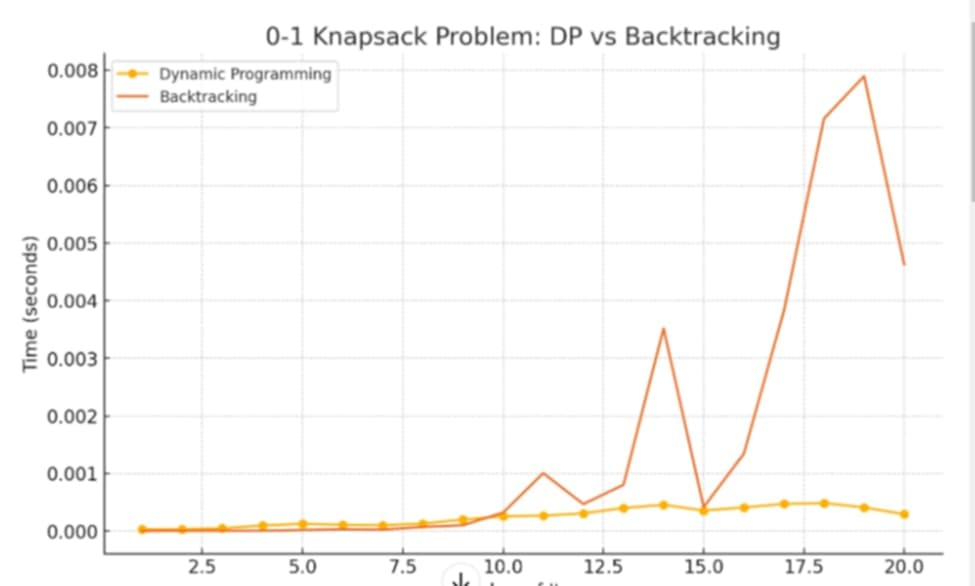 0-1 Knapsack Problem: DP vs Backtracking
Dynamic Programming
Backtracking
Time (seconds)
0.008
0.007
0.006
0.005
0.004
0.003
0.002
0.001
0.000
2.5 5.0 7.5 10.0 12.5 15.0 17.5 20.0